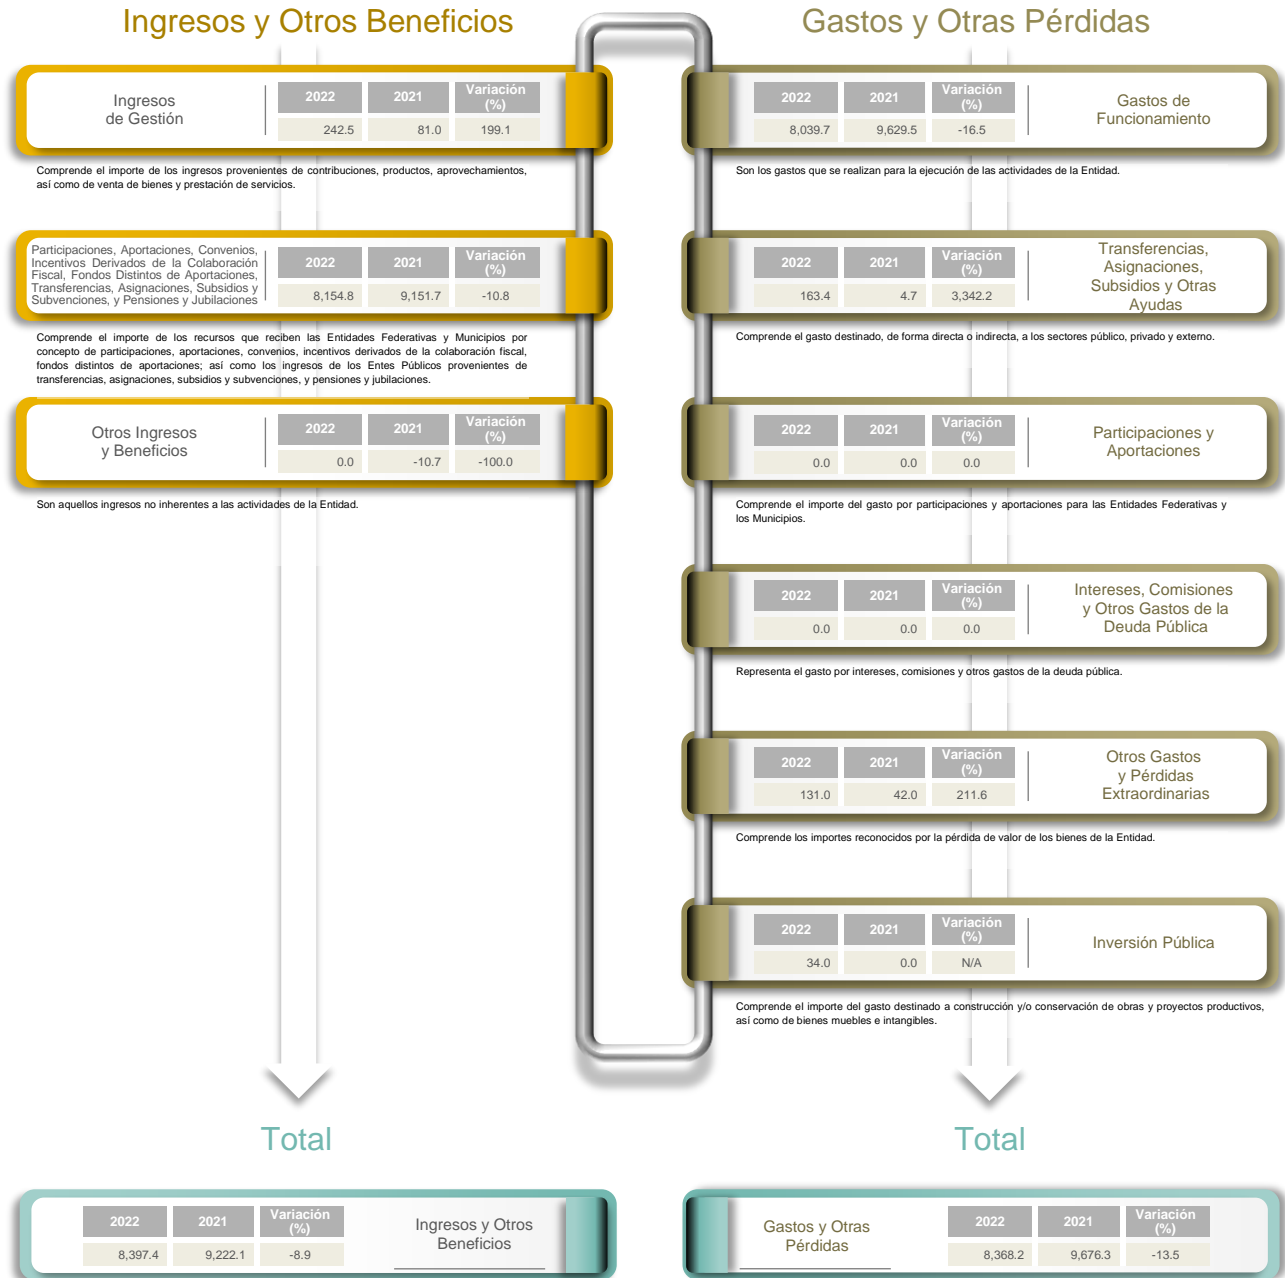 Ingresos y Otros Beneficios
Ingresos
de Gestión
2022 2021 Variación
(%)
242.5 81.0 199.1
Comprende el importe de los ingresos provenientes de contribuciones, productos, aprovechamientos,
así como de venta de bienes y prestación de servicios.
Participaciones, Aportaciones, Convenios,
Incentivos Derivados de la Colaboración
Fiscal, Fondos Distintos de Aportaciones,
Transferencias, Asignaciones, Subsidios y
Subvenciones, y Pensiones y Jubilaciones
2022 2021 Variación
(%)
8,154.8 9,151.7 -10.8
Comprende el importe de los recursos que reciben las Entidades Federativas y Municipios por
concepto de participaciones, aportaciones, convenios, incentivos derivados de la colaboración fiscal,
fondos distintos de aportaciones; así como los ingresos de los Entes Públicos provenientes de
transferencias, asignaciones, subsidios y subvenciones, y pensiones y jubilaciones.
Otros Ingresos
y Beneficios
2022 2021 Variación
(%)
0.0 -10.7 -100.0
Son aquellos ingresos no inherentes a las actividades de la Entidad.
Total
2022 2021 Variación
(%)
8,397.4 9,222.1 -8.9
Ingresos y Otros
Beneficios
Gastos y Otras Pérdidas
2022 2021 Variación
(%)
8,039.7 9,629.5 -16.5
Gastos de
Funcionamiento
Son los gastos que se realizan para la ejecución de las actividades de la Entidad.
2022 2021 Variación
(%)
163.4 4.7 3,342.2
Transferencias,
Asignaciones,
Subsidios y Otras
Ayudas
Comprende el gasto destinado, de forma directa o indirecta, a los sectores público, privado y externo.
2022 2021 Variación
(%)
0.0 0.0 0.0
Participaciones y
Aportaciones
Comprende el importe del gasto por participaciones y aportaciones para las Entidades Federativas y
los Municipios.
2022 2021 Variación
(%)
0.0 0.0 0.0
Intereses, Comisiones
y Otros Gastos de la
Deuda Pública
Representa el gasto por intereses, comisiones y otros gastos de la deuda pública.
2022 2021 Variación
(%)
131.0 42.0 211.6
Otros Gastos
y Pérdidas
Extraordinarias
Comprende los importes reconocidos por la pérdida de valor de los bienes de la Entidad.
2022 2021 Variación
(%)
34.0 0.0 N/A
Inversión Pública
Comprende el importe del gasto destinado a construcción y/o conservación de obras y proyectos productivos,
así como de bienes muebles e intangibles.
Total
Gastos y Otras
Pérdidas
2022 2021 Variación
(%)
8,368.2 9,676.3 -13.5